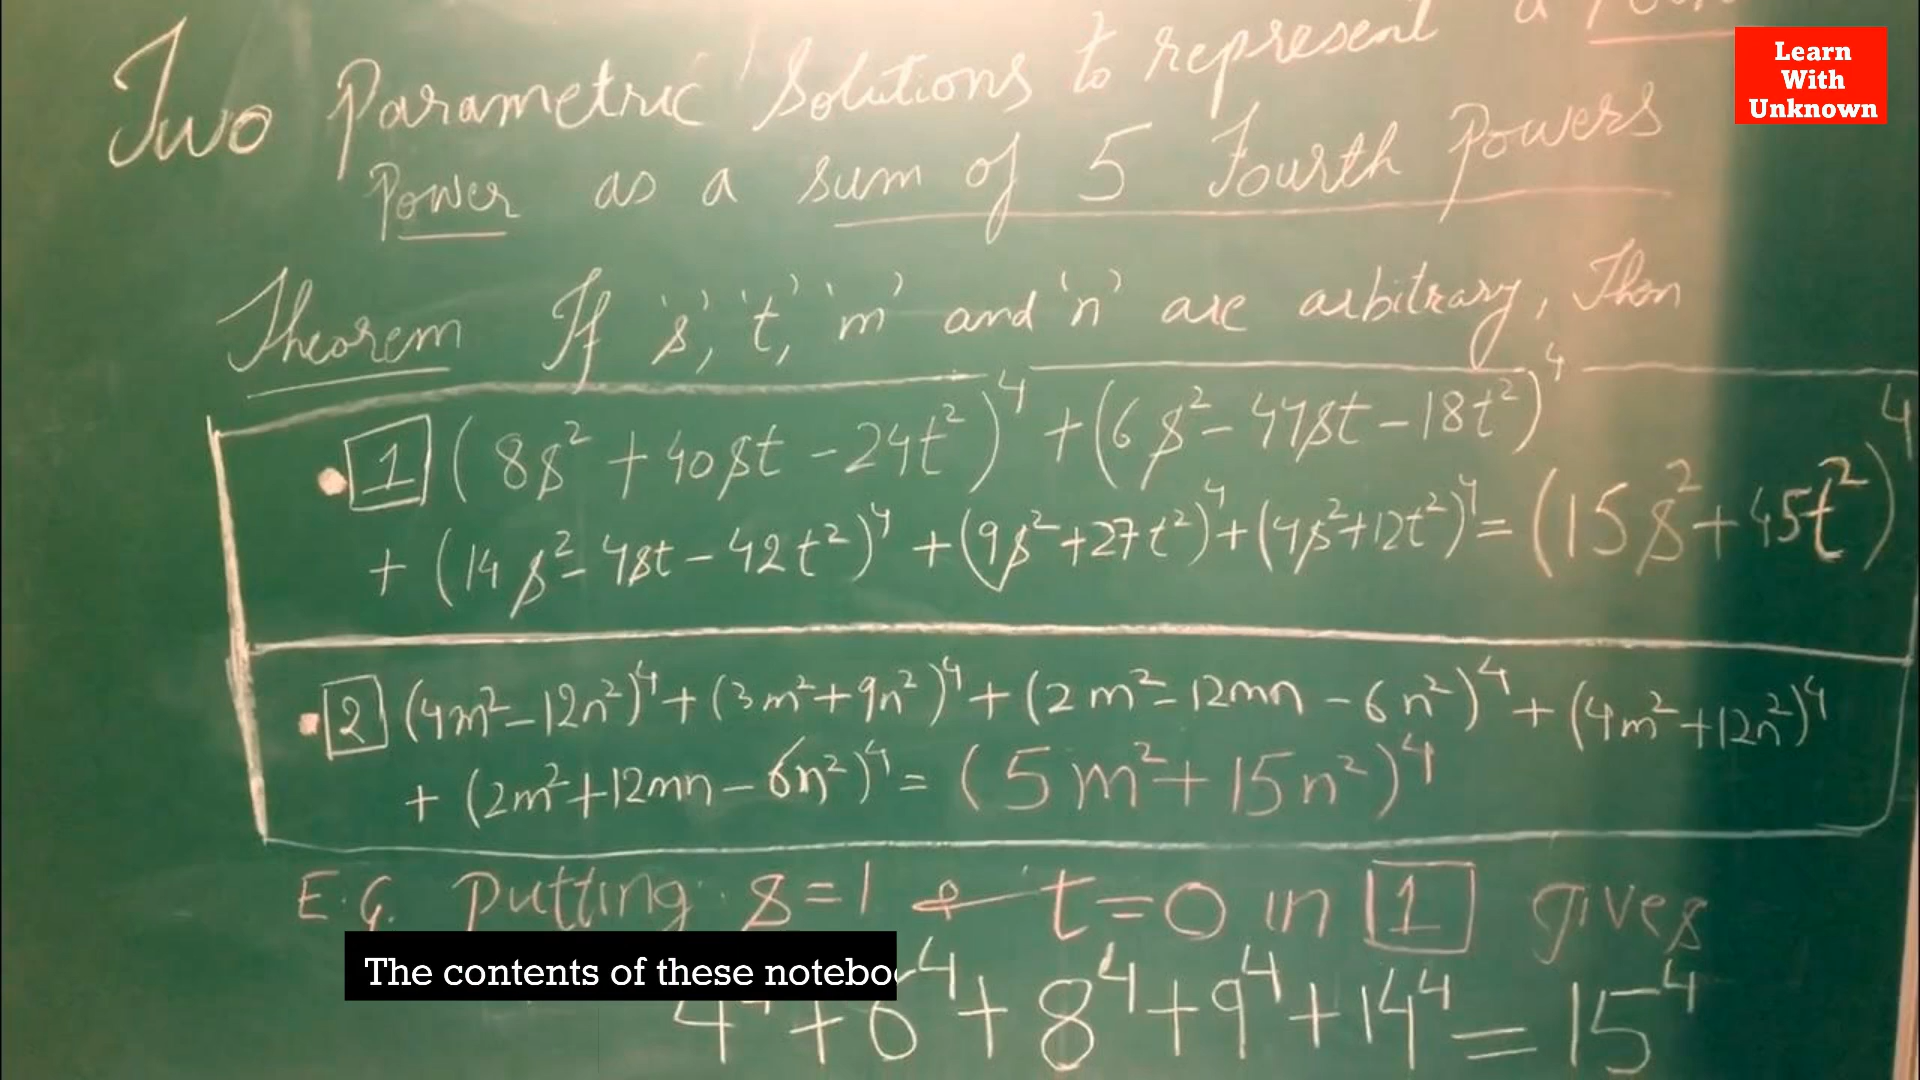 Two Parametric Solutions to represent a
Power as a sum of 5 Fourth Powers
Learn
With
Unknown
Theorem If 's', 't', 'm' and 'n' are arbitrary, Then
1 (8s² + 40st - 24t²)⁴ + (6s² - 44st - 18t²)⁴
+ (14s² - 4st - 42t²)⁴ + (9s² + 27t²)⁴ + (4s² + 12t²)⁴ = (15s² + 45t²)⁴
2 (4m² - 12n²)⁴ + (3m² + 9n²)⁴ + (2m² - 12mn - 6n²)⁴ + (4m² + 12n²)⁴
+ (2m² + 12mn - 6n²)⁴ = (5m² + 15n²)⁴
E.G. Putting s=1 & t=0 in 1 gives
The contents of these notebo
4⁴ + 6⁴ + 8⁴ + 9⁴ + 14⁴ = 15⁴